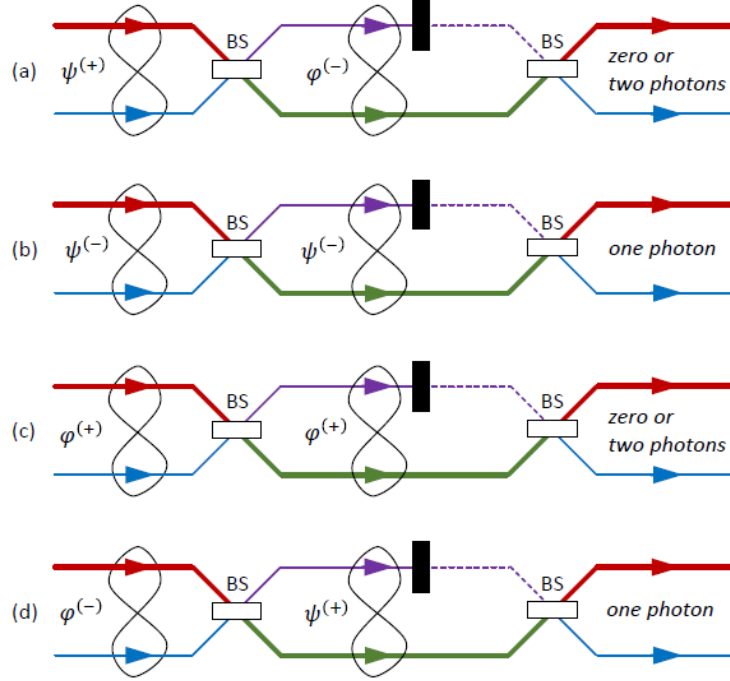 BS BS
(a) ψ⁽⁺⁾ φ⁽⁻⁾ zero or
two photons
BS BS
(b) ψ⁽⁻⁾ ψ⁽⁻⁾ one photon
BS BS
(c) φ⁽⁺⁾ φ⁽⁺⁾ zero or
two photons
BS BS
(d) φ⁽⁻⁾ ψ⁽⁺⁾ one photon